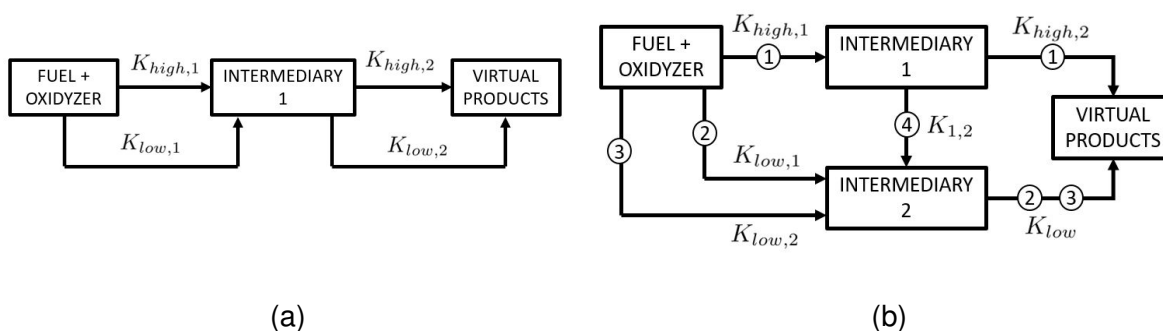 FUEL +
OXIDYZER
K_{high,1}
K_{low,1}
INTERMEDIARY
1
K_{high,2}
K_{low,2}
VIRTUAL
PRODUCTS
(a)
FUEL +
OXIDYZER
K_{high,1}
1
INTERMEDIARY
1
K_{high,2}
1
3
2
4
K_{1,2}
K_{low,1}
K_{low,2}
INTERMEDIARY
2
2 3
K_{low}
VIRTUAL
PRODUCTS
(b)